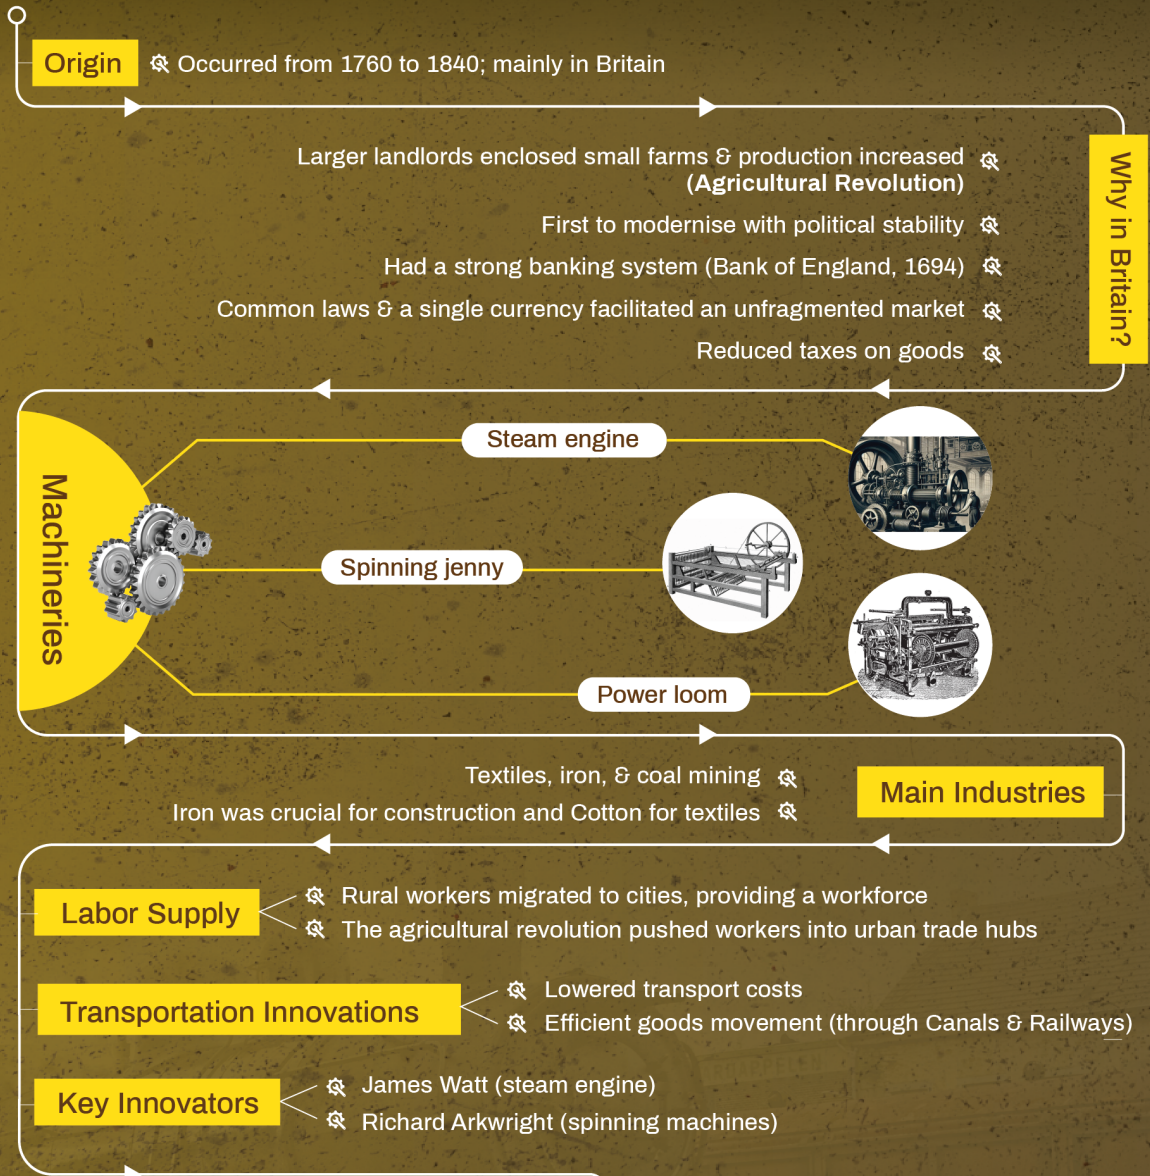 Origin
Occurred from 1760 to 1840; mainly in Britain
Why in Britain?
Larger landlords enclosed small farms & production increased
(Agricultural Revolution)
First to modernise with political stability
Had a strong banking system (Bank of England, 1694)
Common laws & a single currency facilitated an unfragmented market
Reduced taxes on goods
Machineries
Steam engine
Spinning jenny
Power loom
Main Industries
Textiles, iron, & coal mining
Iron was crucial for construction and Cotton for textiles
Labor Supply
Rural workers migrated to cities, providing a workforce
The agricultural revolution pushed workers into urban trade hubs
Transportation Innovations
Lowered transport costs
Efficient goods movement (through Canals & Railways)
Key Innovators
James Watt (steam engine)
Richard Arkwright (spinning machines)